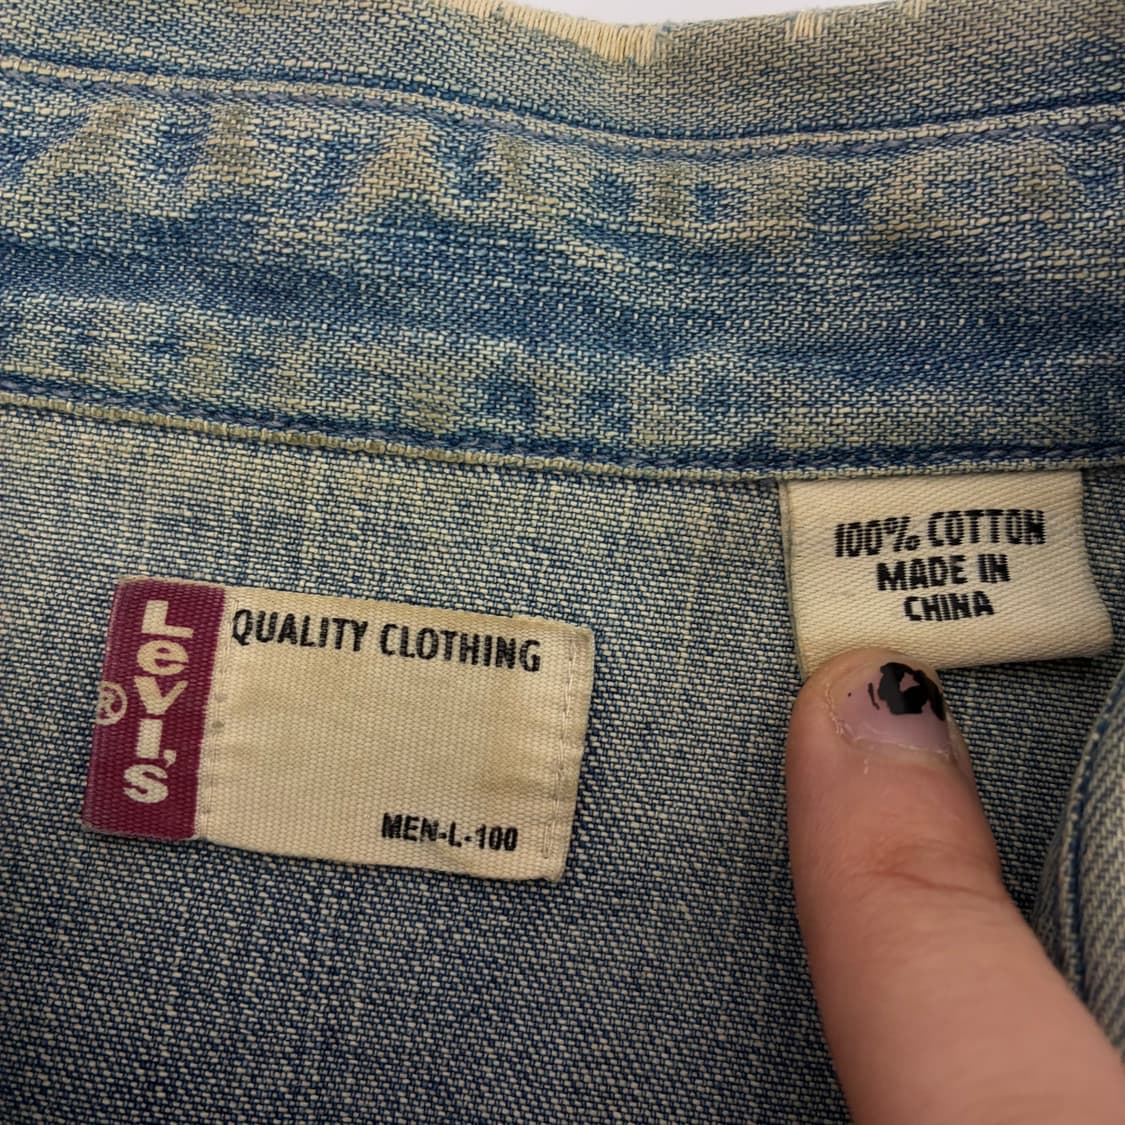 LeVI'S
®
QUALITY CLOTHING
MEN-L-100
100% COTTON
MADE IN
CHINA